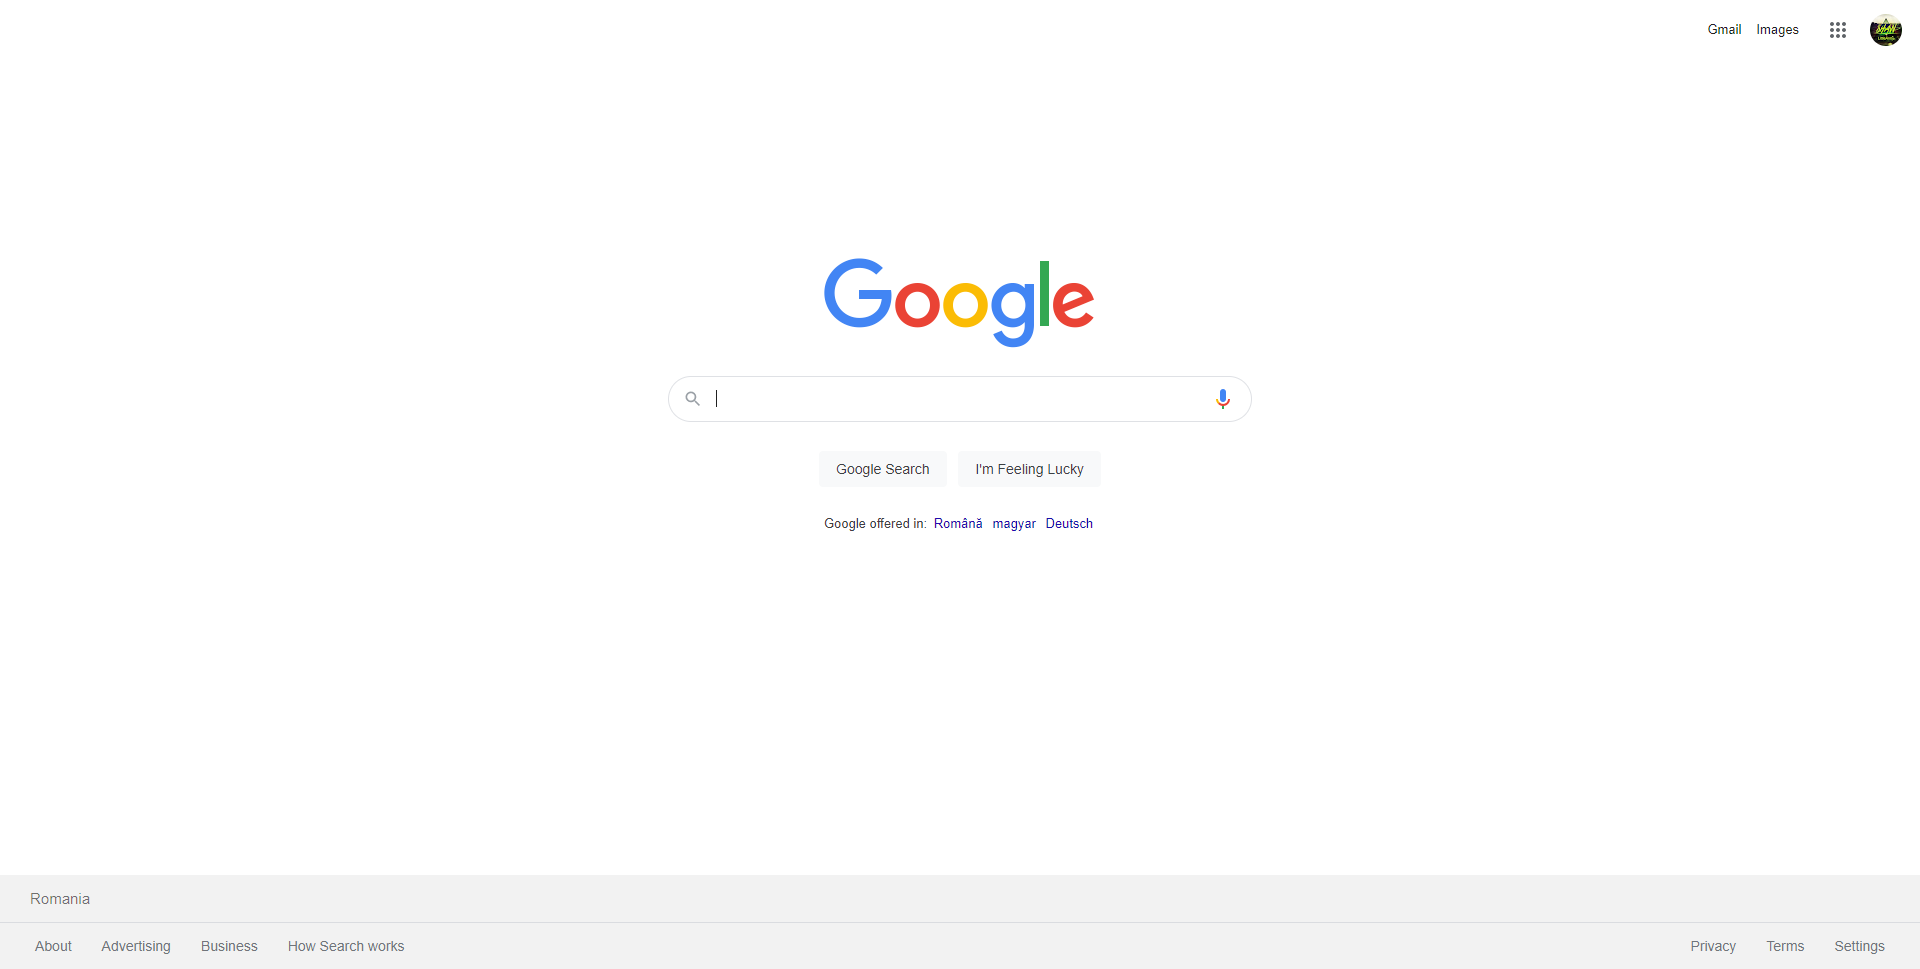 Gmail Images
Google
Google Search I'm Feeling Lucky
Google offered in: Română magyar Deutsch
Romania
About Advertising Business How Search works Privacy Terms Settings